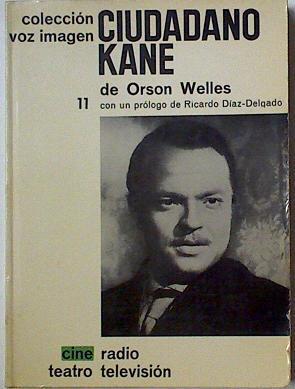 colección
voz imagen
CIUDADANO
KANE
de Orson Welles
11
con un prólogo de Ricardo Díaz-Delgado
cine radio
teatro televisión